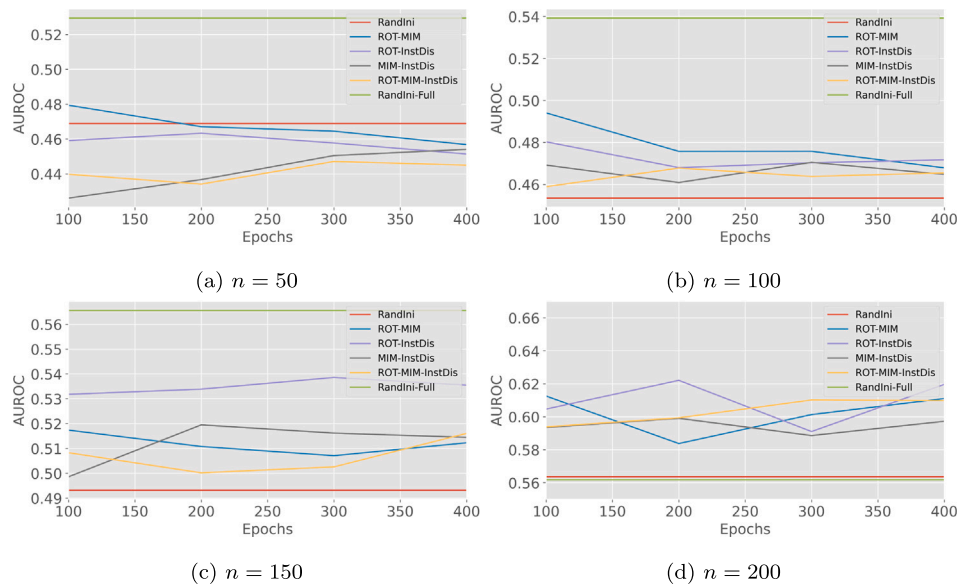 0.52
0.50
0.48
0.46
0.44
AUROC
RandIni
ROT-MIM
ROT-InstDis
MIM-InstDis
ROT-MIM-InstDis
RandIni-Full
100 150 200 250 300 350 400
Epochs
(a) n = 50
0.54
0.52
0.50
0.48
0.46
AUROC
RandIni
ROT-MIM
ROT-InstDis
MIM-InstDis
ROT-MIM-InstDis
RandIni-Full
100 150 200 250 300 350 400
Epochs
(b) n = 100
0.56
0.55
0.54
0.53
0.52
0.51
0.50
0.49
AUROC
RandIni
ROT-MIM
ROT-InstDis
MIM-InstDis
ROT-MIM-InstDis
RandIni-Full
100 150 200 250 300 350 400
Epochs
(c) n = 150
0.66
0.64
0.62
0.60
0.58
0.56
AUROC
RandIni
ROT-MIM
ROT-InstDis
MIM-InstDis
ROT-MIM-InstDis
RandIni-Full
100 150 200 250 300 350 400
Epochs
(d) n = 200